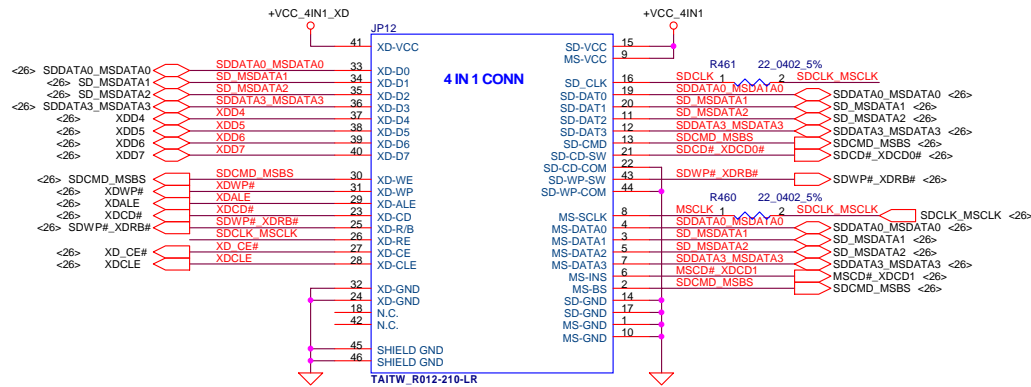 +VCC_4IN1_XD
+VCC_4IN1
JP12
4 IN 1 CONN
41 XD-VCC
<26> SDDATA0_MSDATA0 SDDATA0_MSDATA0 33 XD-D0
<26> SD_MSDATA1 SD_MSDATA1 34 XD-D1
<26> SD_MSDATA2 SD_MSDATA2 35 XD-D2
<26> SDDATA3_MSDATA3 SDDATA3_MSDATA3 36 XD-D3
<26> XDD4 XDD4 37 XD-D4
<26> XDD5 XDD5 38 XD-D5
<26> XDD6 XDD6 39 XD-D6
<26> XDD7 XDD7 40 XD-D7
<26> SDCMD_MSBS SDCMD_MSBS 30 XD-WE
<26> XDWP# XDWP# 31 XD-WP
<26> XDALE XDALE 29 XD-ALE
<26> XDCD# XDCD# 23 XD-CD
<26> SDWP#_XDRB# SDWP#_XDRB# 25 XD-R/B
SDCLK_MSCLK 26 XD-RE
<26> XD_CE# XD_CE# 27 XD-CE
<26> XDCLE XDCLE 28 XD-CLE
32 XD-GND
24 XD-GND
18 N.C.
42 N.C.
45 SHIELD GND
46 SHIELD GND
TAITW_R012-210-LR
SD-VCC 15
MS-VCC 9
R461 22_0402_5%
SD_CLK 16 SDCLK 1 2 SDCLK_MSCLK
SD-DAT0 19 SDDATA0_MSDATA0 SDDATA0_MSDATA0 <26>
SD-DAT1 20 SD_MSDATA1 SD_MSDATA1 <26>
SD-DAT2 11 SD_MSDATA2 SD_MSDATA2 <26>
SD-DAT3 12 SDDATA3_MSDATA3 SDDATA3_MSDATA3 <26>
SD-CMD 13 SDCMD_MSBS SDCMD_MSBS <26>
SD-CD-SW 21 SDCD#_XDCD0# SDCD#_XDCD0# <26>
SD-CD-COM 22
SD-WP-SW 43 SDWP#_XDRB# SDWP#_XDRB# <26>
SD-WP-COM 44
R460 22_0402_5%
MS-SCLK 8 MSCLK 1 2 SDCLK_MSCLK SDCLK_MSCLK <26>
MS-DATA0 4 SDDATA0_MSDATA0 SDDATA0_MSDATA0 <26>
MS-DATA1 3 SD_MSDATA1 SD_MSDATA1 <26>
MS-DATA2 5 SD_MSDATA2 SD_MSDATA2 <26>
MS-DATA3 7 SDDATA3_MSDATA3 SDDATA3_MSDATA3 <26>
MS-INS 6 MSCD#_XDCD1 MSCD#_XDCD1 <26>
MS-BS 2 SDCMD_MSBS SDCMD_MSBS <26>
SD-GND 14
SD-GND 17
MS-GND 1
MS-GND 10